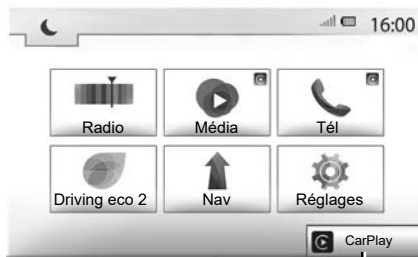 16:00
Radio
Média
Tél
Driving eco 2
Nav
Réglages
CarPlay